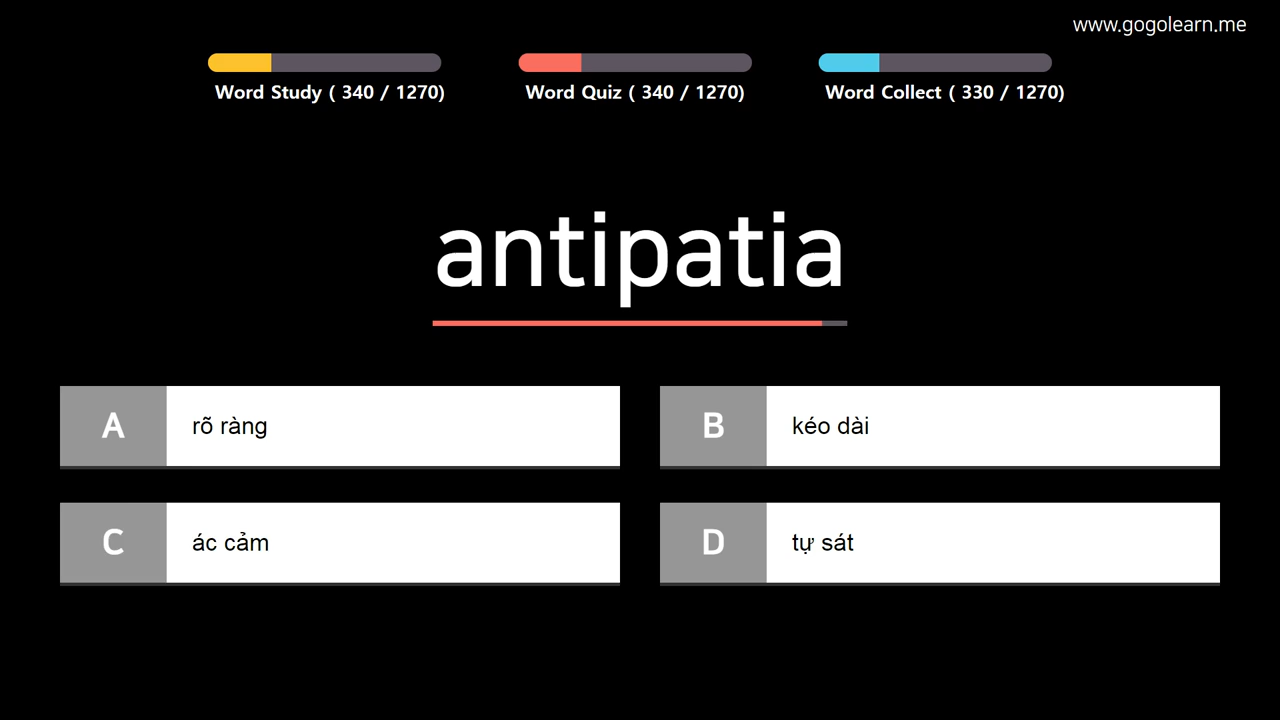 www.gogolearn.me
Word Study ( 340 / 1270)
Word Quiz ( 340 / 1270)
Word Collect ( 330 / 1270)
antipatia
A rõ ràng
B kéo dài
C ác cảm
D tự sát